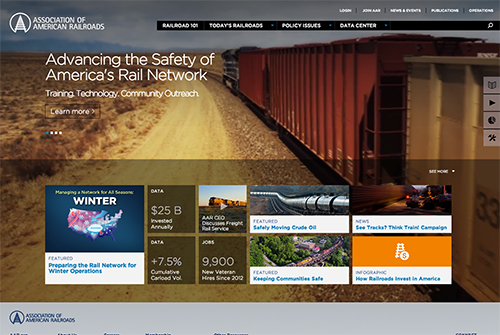 ASSOCIATION OF
AMERICAN RAILROADS
LOGIN JOIN AAR NEWS & EVENTS PUBLICATIONS OPERATIONS
RAILROAD 101 TODAY'S RAILROADS POLICY ISSUES DATA CENTER
Advancing the Safety of
America's Rail Network
Training. Technology. Community Outreach.
Learn more >
SEE MORE
Managing a Network for All Seasons:
WINTER
FEATURED
Preparing the Rail Network for
Winter Operations
DATA
$25 B
Invested
Annually
AAR CEO
Discusses Freight
Rail Service
FEATURED
Safely Moving Crude Oil
NEWS
See Tracks? Think Train! Campaign
DATA
+7.5%
Cumulative
Carload Vol.
JOBS
9,900
New Veteran
Hires Since 2012
FEATURED
Keeping Communities Safe
INFOGRAPHIC
How Railroads Invest in America
ASSOCIATION OF
AMERICAN RAILROADS